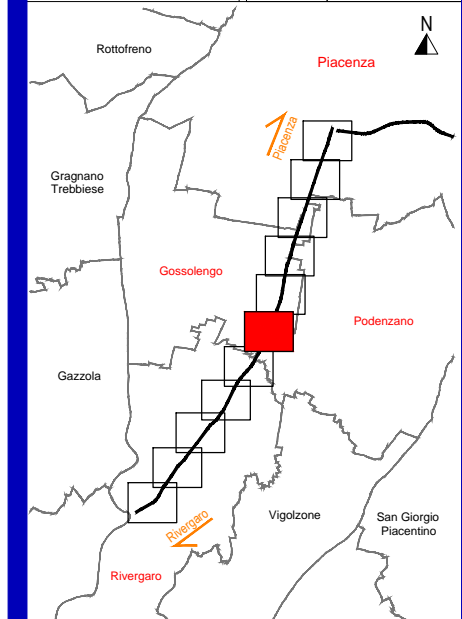 N
Rottofreno
Piacenza
Piacenza
Gragnano
Trebbiese
Gossolengo
Podenzano
Gazzola
Vigolzone
San Giorgio
Piacentino
Rivergaro
Rivergaro